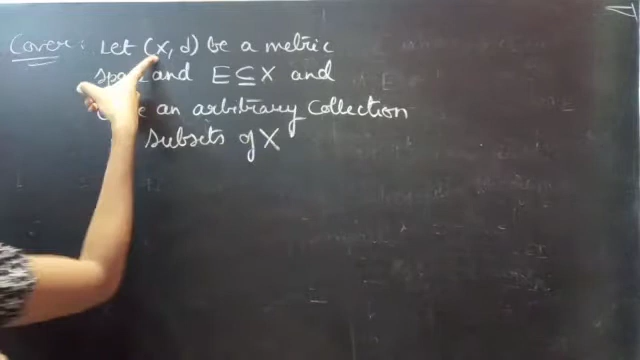 Cover: Let (X, d) be a metric
and E ⊆ X and
an arbitrary Collection
subsets of X